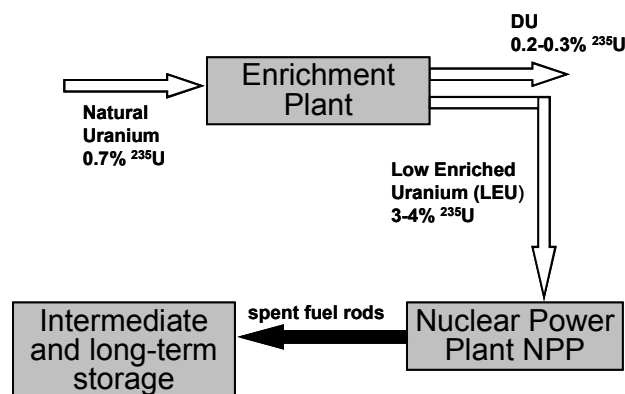 DU
0.2-0.3% ²³⁵U
Enrichment
Plant
Natural
Uranium
0.7% ²³⁵U
Low Enriched
Uranium (LEU)
3-4% ²³⁵U
spent fuel rods
Intermediate
and long-term
storage
Nuclear Power
Plant NPP